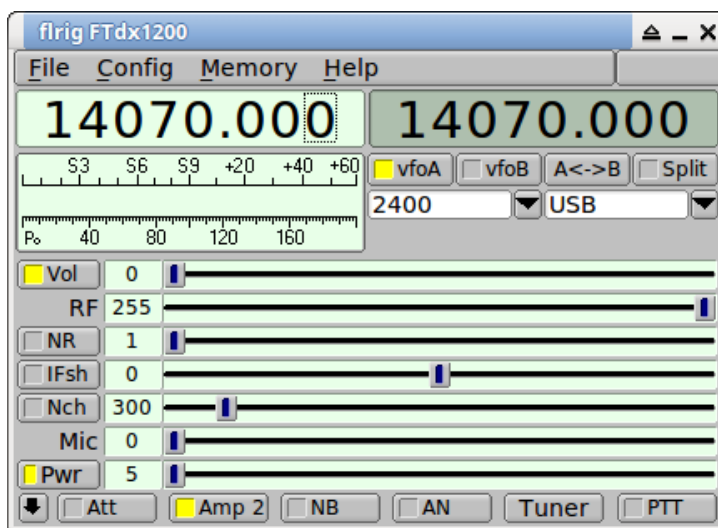 flrig FTdx1200
File Config Memory Help
14070.000 14070.000
S3 S6 S9 +20 +40 +60
vfoA vfoB A<->B Split
2400 USB
Po 40 80 120 160
Vol 0
RF 255
NR 1
IFsh 0
Nch 300
Mic 0
Pwr 5
Att Amp 2 NB AN Tuner PTT